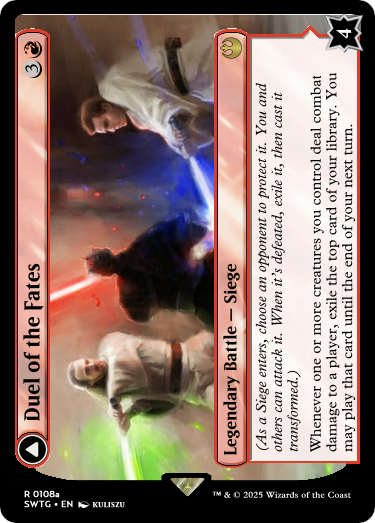 Duel of the Fates
3
Legendary Battle — Siege
(As a Siege enters, choose an opponent to protect it. You and
others can attack it. When it's defeated, exile it, then cast it
transformed.)
Whenever one or more creatures you control deal combat
damage to a player, exile the top card of your library. You
may play that card until the end of your next turn.
4
R 0108a
SWTG • EN KULISZU
™ & © 2025 Wizards of the Coast